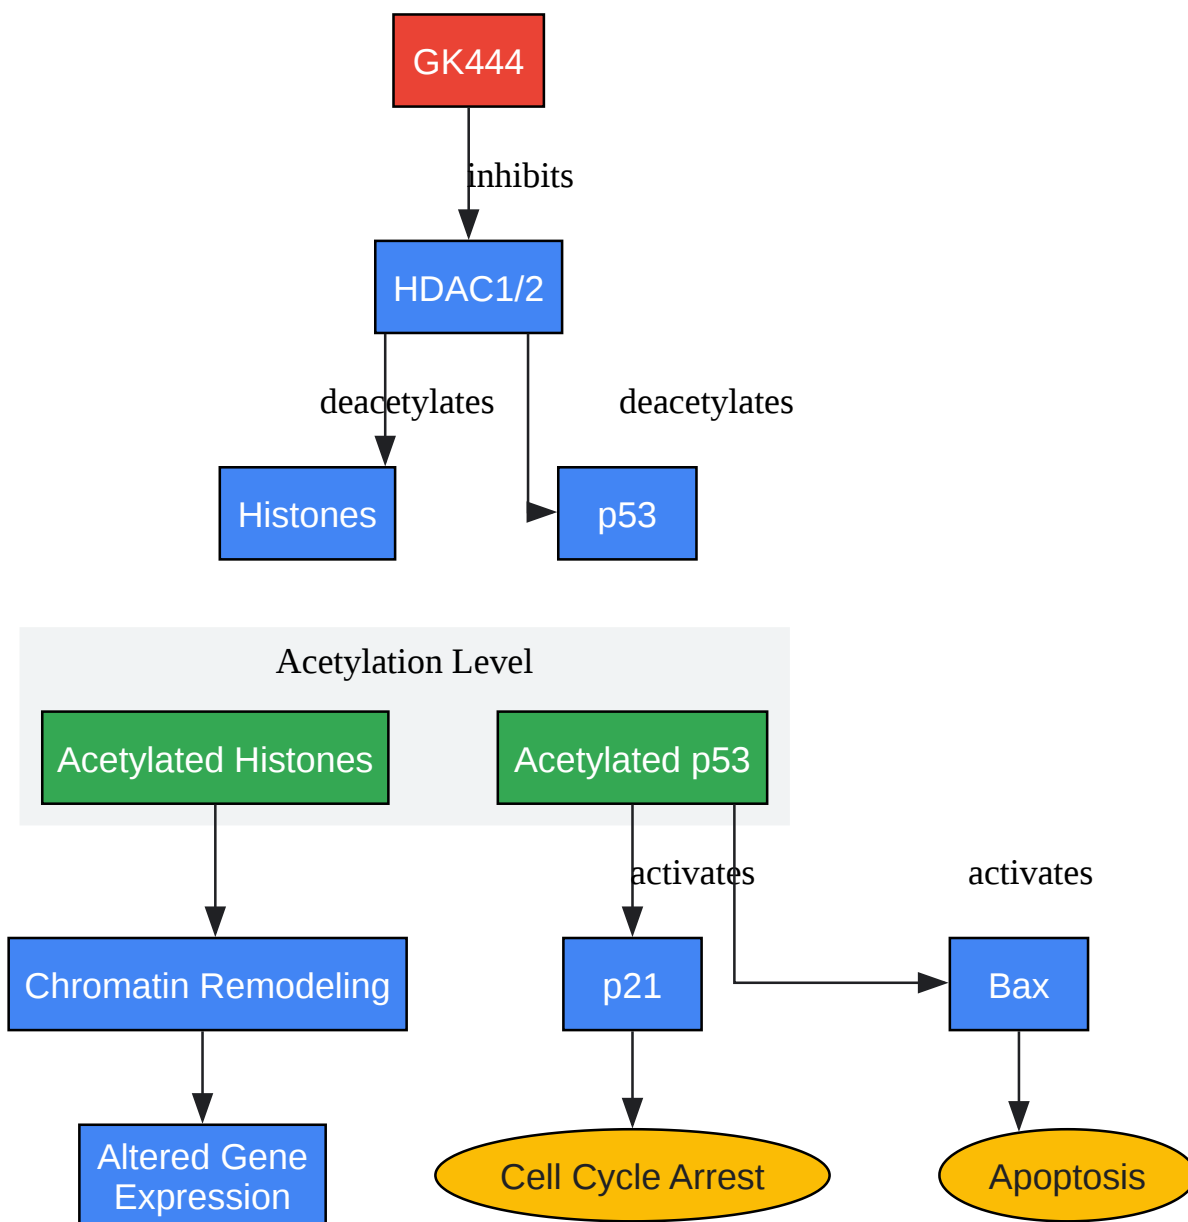 GK444
inhibits
HDAC1/2
deacetylates
deacetylates
Histones
p53
Acetylation Level
Acetylated Histones
Acetylated p53
activates
activates
Chromatin Remodeling
p21
Bax
Altered Gene
Expression
Cell Cycle Arrest
Apoptosis